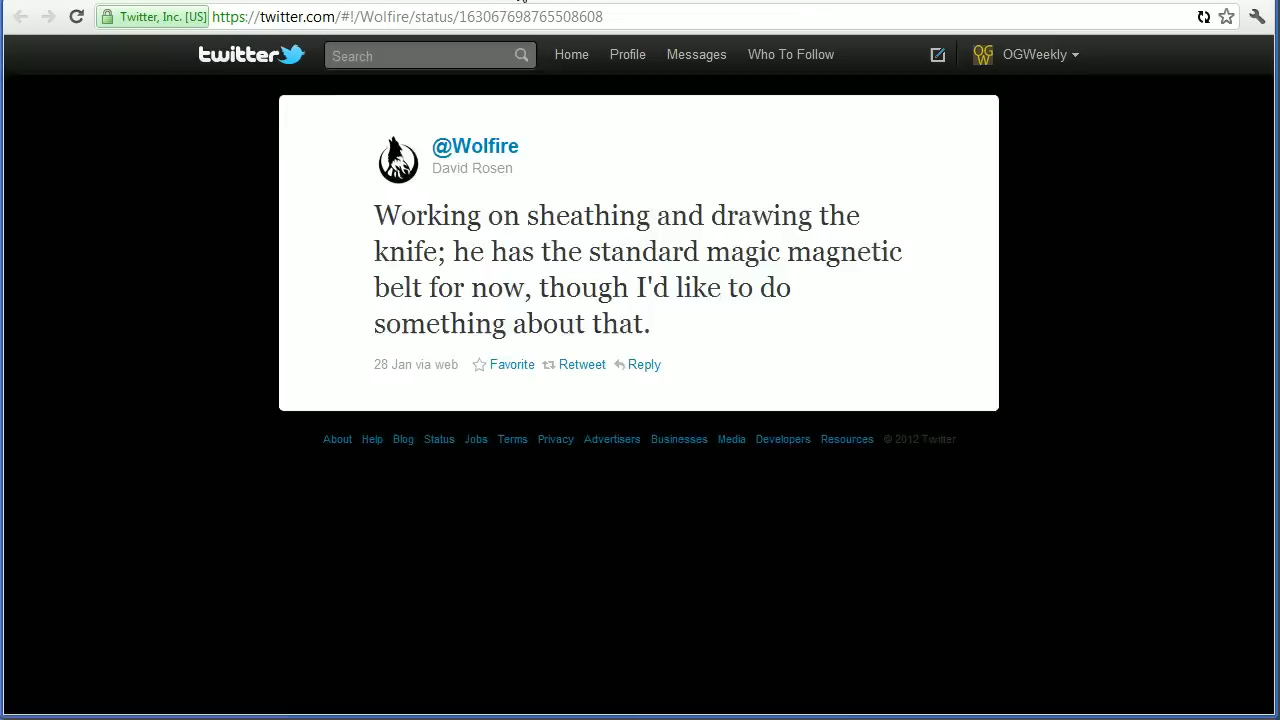 Twitter, Inc. [US] https://twitter.com/#!/Wolfire/status/163067698765508608
twitter Search Home Profile Messages Who To Follow OGWeekly
OG
W
@Wolfire
David Rosen
Working on sheathing and drawing the
knife; he has the standard magic magnetic
belt for now, though I'd like to do
something about that.
28 Jan via web Favorite Retweet Reply
About Help Blog Status Jobs Terms Privacy Advertisers Businesses Media Developers Resources © 2012 Twitter